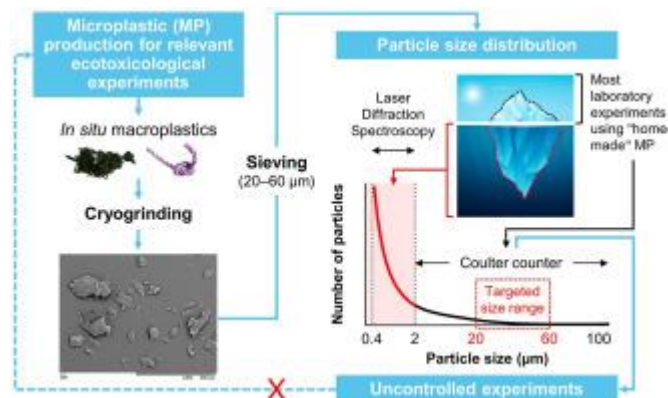 Microplastic (MP)
production for relevant
ecotoxicological
experiments
In situ macroplastics
Cryogrinding
Sieving
(20–60 µm)
Particle size distribution
Laser
Diffraction
Spectroscopy
Most
laboratory
experiments
using "home
made" MP
Number of particles
Coulter counter
Targeted
size range
0.4
2
20
60
100
Particle size (µm)
X
Uncontrolled experiments